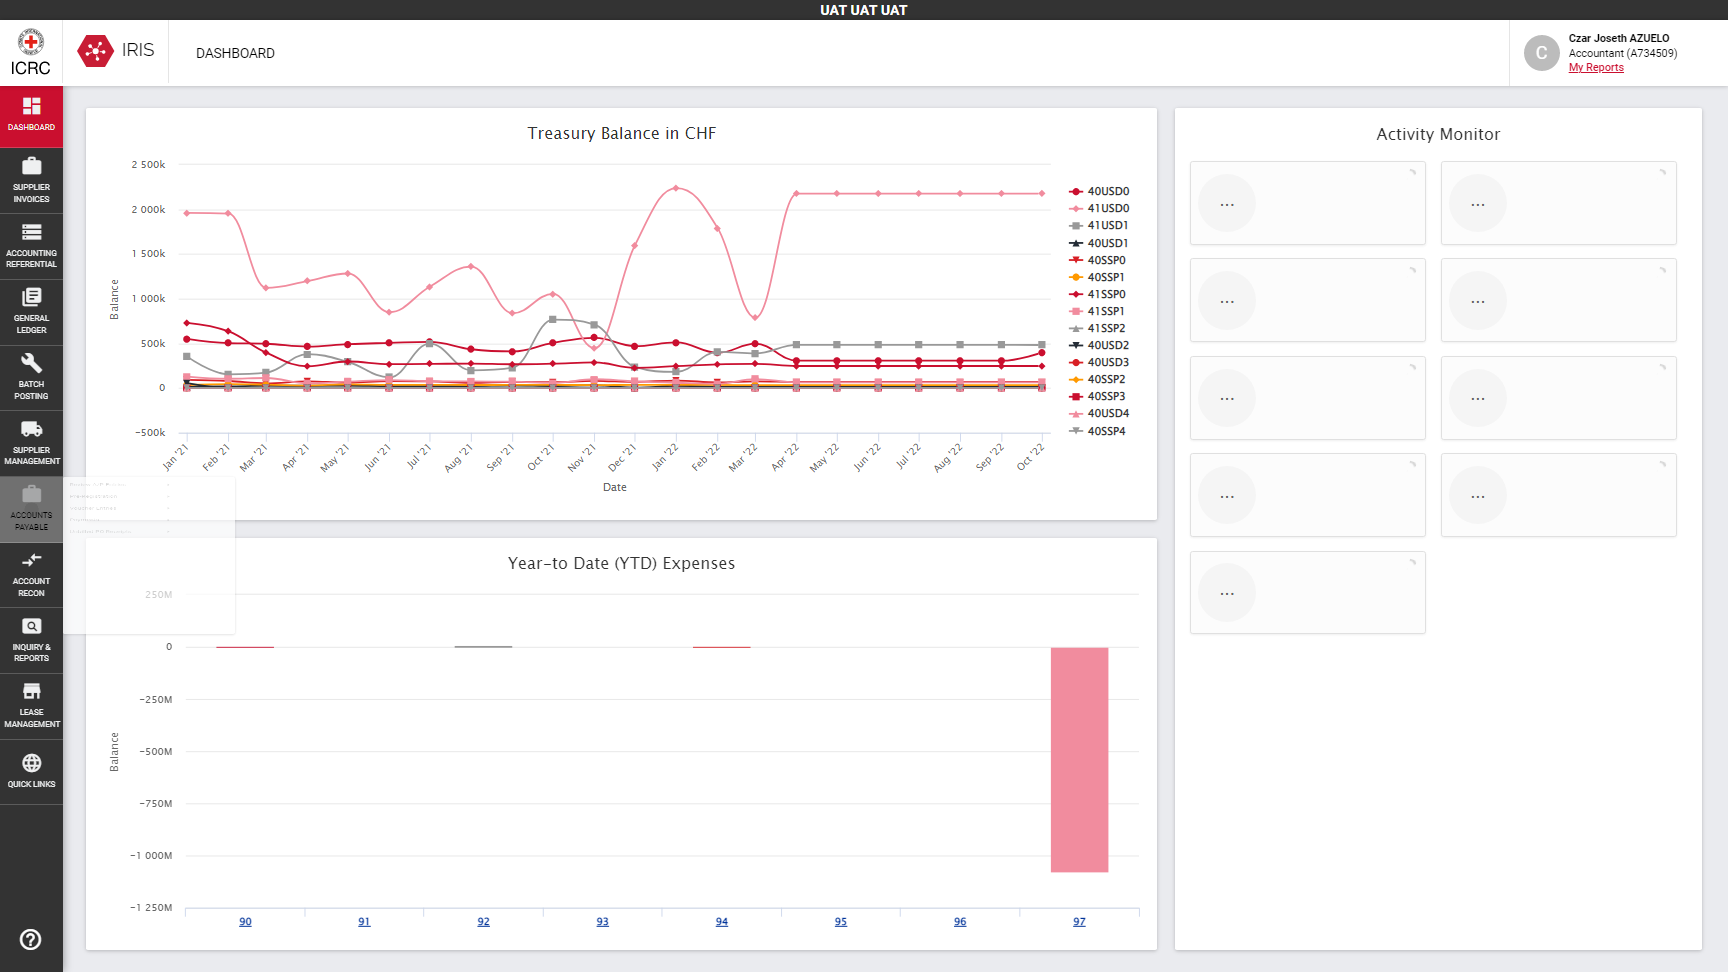 UAT UAT UAT
ICRC
IRIS
DASHBOARD
Czar Joseth AZUELO
Accountant (A734509)
My Reports
DASHBOARD
SUPPLIER
INVOICES
ACCOUNTING
REFERENTIAL
GENERAL
LEDGER
BATCH
POSTING
SUPPLIER
MANAGEMENT
ACCOUNTS
PAYABLE
ACCOUNT
RECON
INQUIRY &
REPORTS
LEASE
MANAGEMENT
QUICK LINKS
Treasury Balance in CHF
Balance
2 500k
2 000k
1 500k
1 000k
500k
0
-500k
Jan '21
Feb '21
Mar '21
Apr '21
May '21
Jun '21
Jul '21
Aug '21
Sep '21
Oct '21
Nov '21
Dec '21
Jan '22
Feb '22
Mar '22
Apr '22
May '22
Jun '22
Jul '22
Aug '22
Sep '22
Oct '22
Date
40USD0
41USD0
41USD1
40USD1
40SSP0
40SSP1
41SSP0
41SSP1
41SSP2
40USD2
40USD3
40SSP2
40SSP3
40USD4
40SSP4
Year-to Date (YTD) Expenses
Balance
250M
0
-250M
-500M
-750M
-1 000M
-1 250M
90
91
92
93
94
95
96
97
Activity Monitor
...
...
...
...
...
...
...
...
...